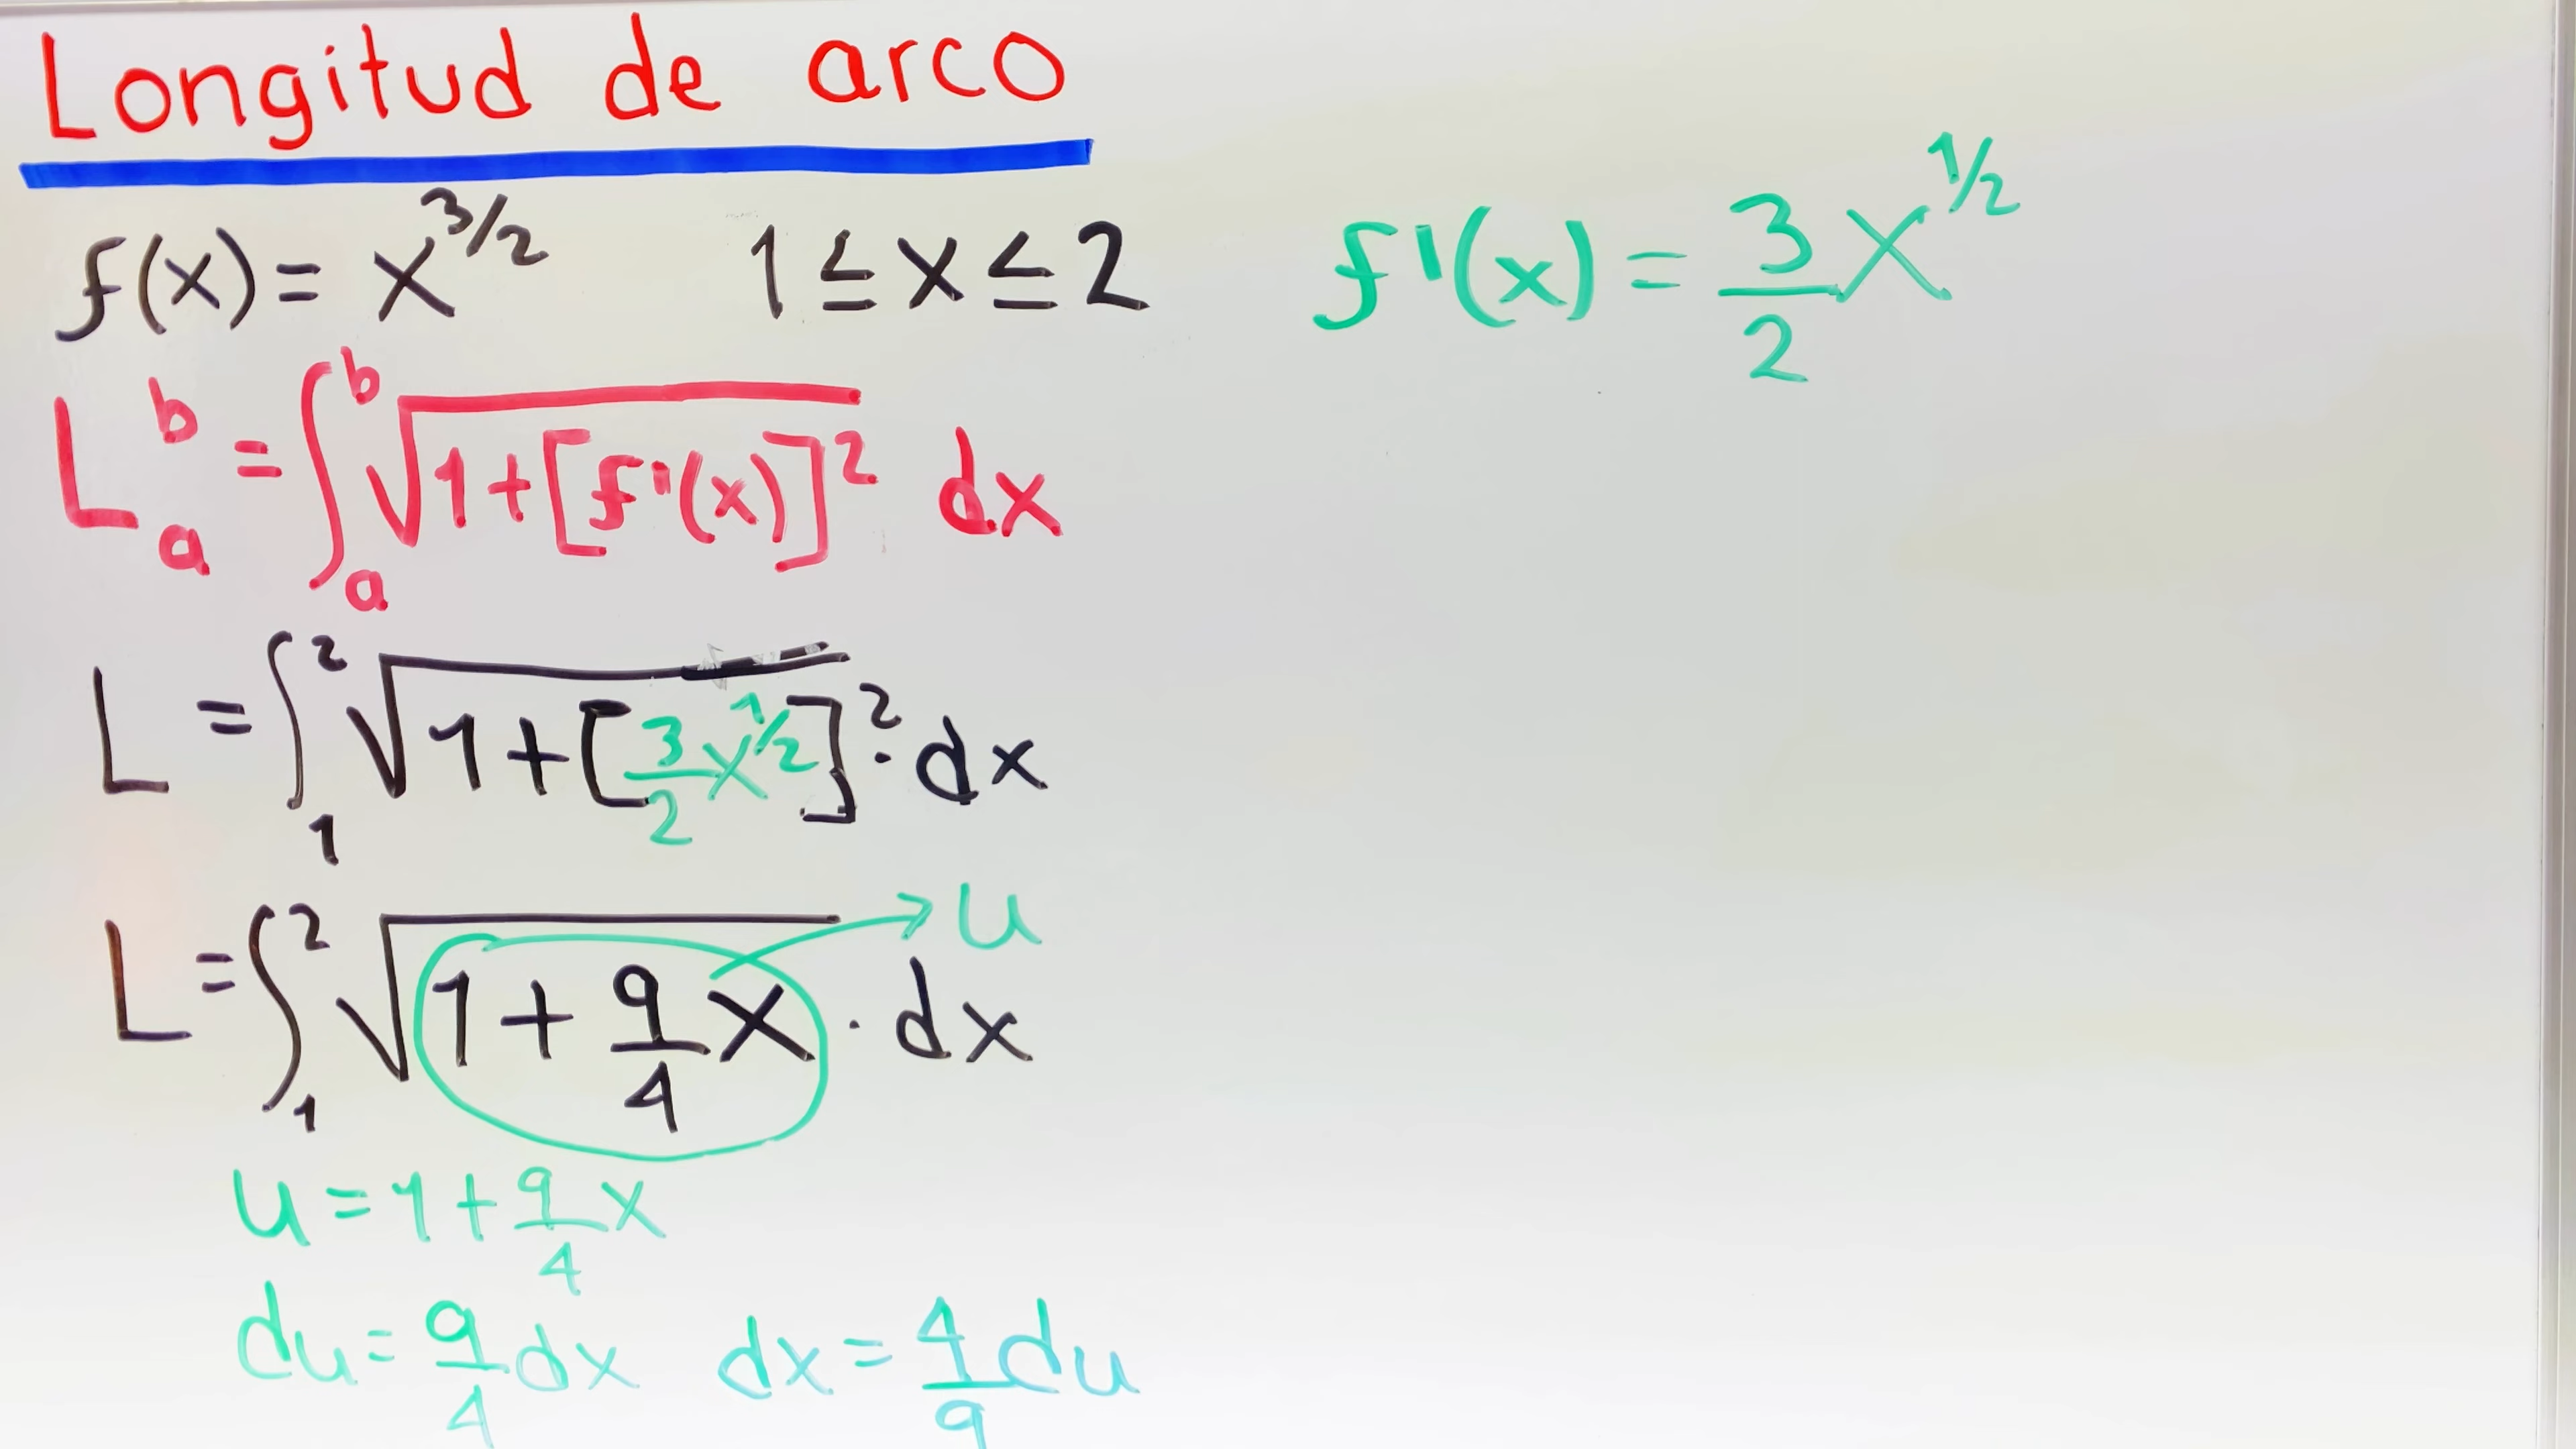 Longitud de arco
f(x) = x^3/2 1 ≤ x ≤ 2 f'(x) = 3/2 x^1/2
L_a^b = ∫_a^b √1+[f'(x)]² dx
L = ∫_1^2 √1+[3/2 x^1/2]² · dx
L = ∫_1^2 √1 + 9/4 x · dx → u
u = 1 + 9/4 x
du = 9/4 dx dx = 4/9 du